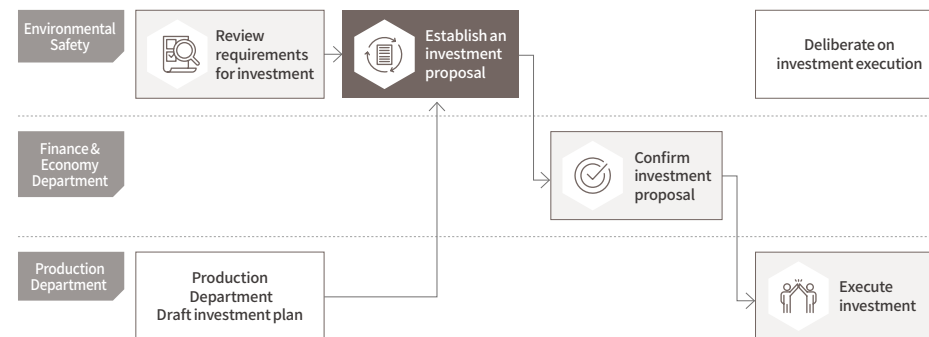 Environmental
Safety
Review
requirements
for investment
Establish an
investment
proposal
Deliberate on
investment execution
Finance &
Economy
Department
Confirm
investment
proposal
Production
Department
Production
Department
Draft investment plan
Execute
investment